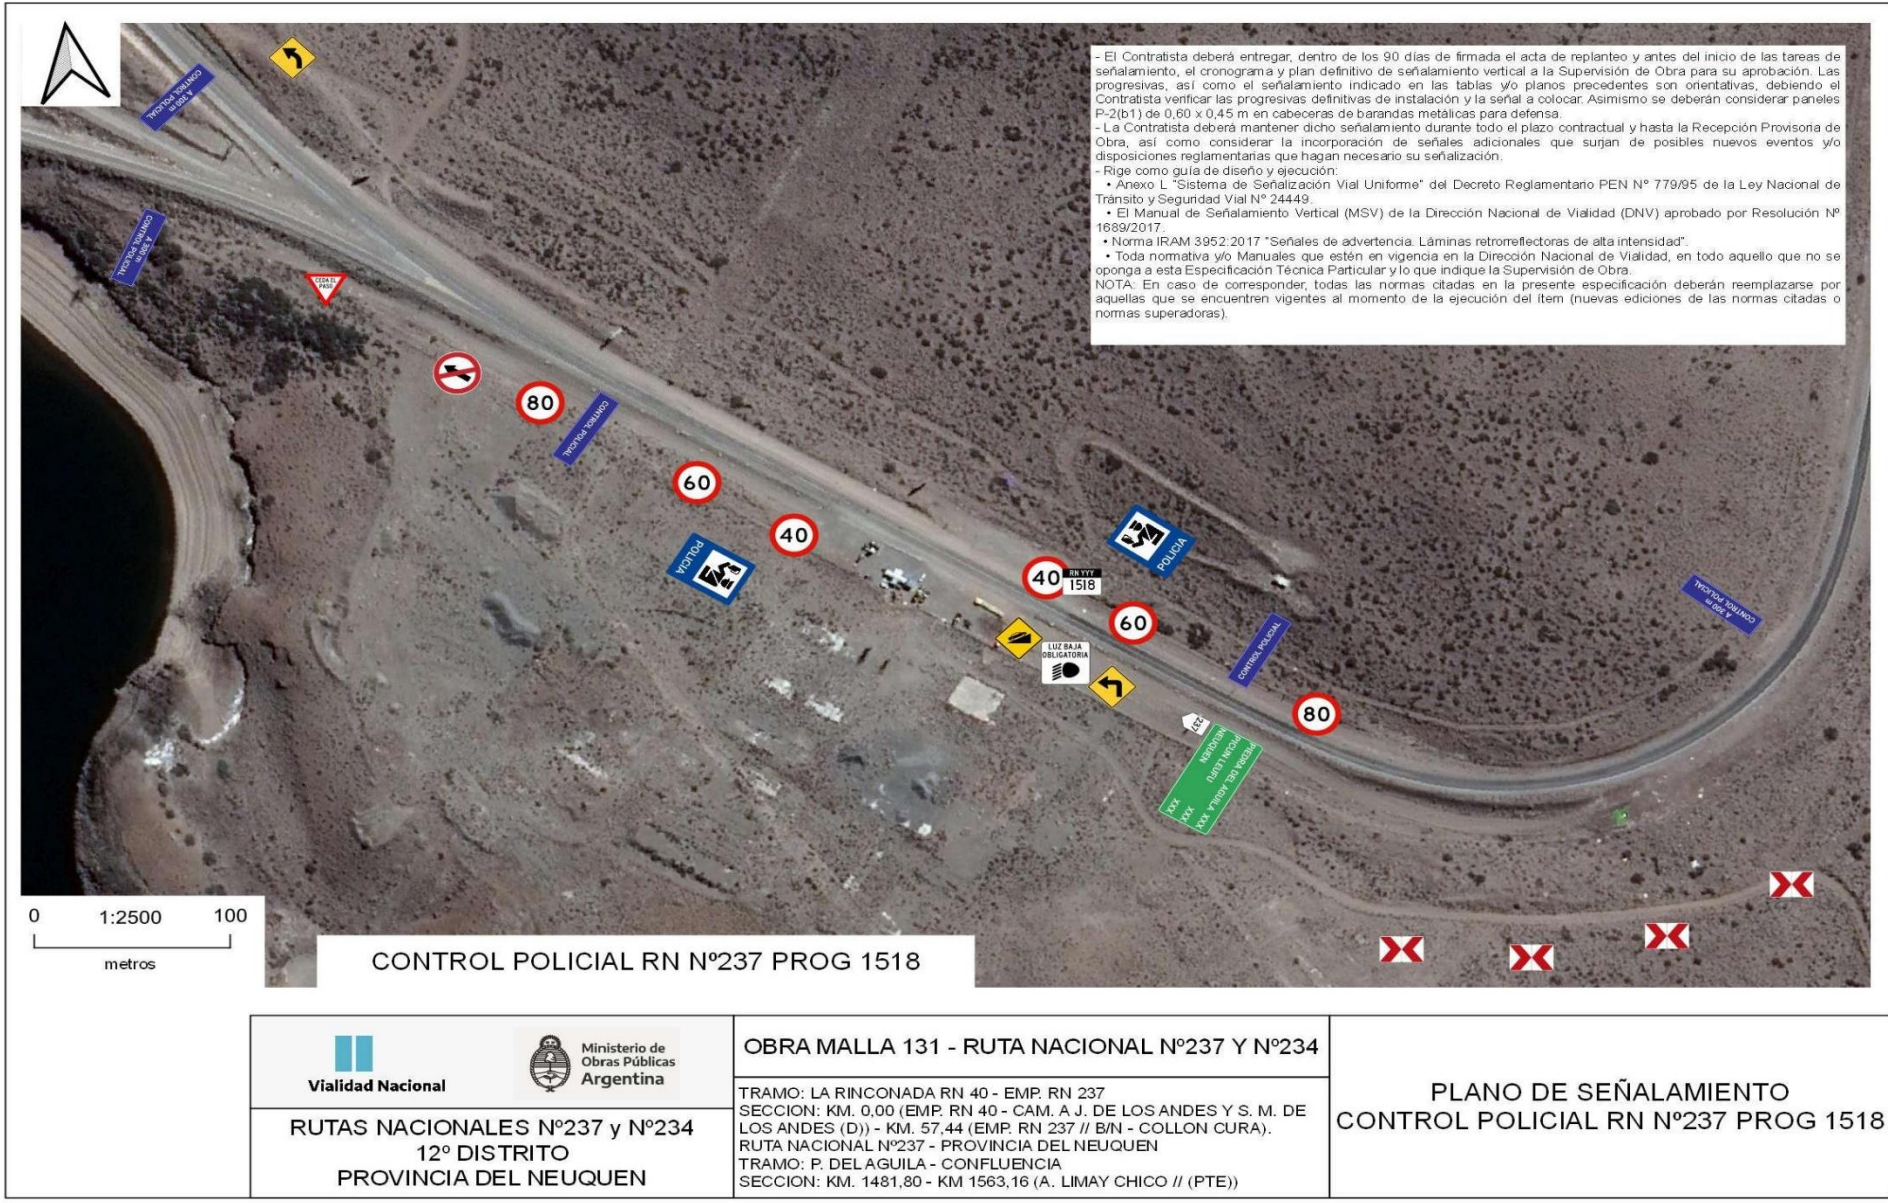 - El Contratista deberá entregar, dentro de los 90 días de firmada el acta de replanteo y antes del inicio de las tareas de
señalamiento, el cronograma y plan definitivo de señalamiento vertical a la Supervisión de Obra para su aprobación. Las
progresivas, así como el señalamiento indicado en las tablas y/o planos precedentes son orientativas, debiendo el
Contratista verificar las progresivas definitivas de instalación y la señal a colocar. Asimismo se deberán considerar paneles
P-2(b1) de 0,60 x 0,45 m en cabeceras de barandas metálicas para defensa.
- La Contratista deberá mantener dicho señalamiento durante todo el plazo contractual y hasta la Recepción Provisoria de
Obra, así como considerar la incorporación de señales adicionales que surjan de posibles nuevos eventos y/o
disposiciones reglamentarias que hagan necesario su señalización.
- Rige como guía de diseño y ejecución:
• Anexo L "Sistema de Señalización Vial Uniforme" del Decreto Reglamentario PEN Nº 779/95 de la Ley Nacional de
Tránsito y Seguridad Vial Nº 24449.
• El Manual de Señalamiento Vertical (MSV) de la Dirección Nacional de Vialidad (DNV) aprobado por Resolución Nº
1689/2017.
• Norma IRAM 3952:2017 "Señales de advertencia. Láminas retrorreflectoras de alta intensidad".
• Toda normativa y/o Manuales que estén en vigencia en la Dirección Nacional de Vialidad, en todo aquello que no se
oponga a esta Especificación Técnica Particular y lo que indique la Supervisión de Obra.
NOTA: En caso de corresponder, todas las normas citadas en la presente especificación deberán reemplazarse por
aquellas que se encuentren vigentes al momento de la ejecución del ítem (nuevas ediciones de las normas citadas o
normas superadoras).
CONTROL POLICIAL
A 300 m
CONTROL POLICIAL
A 300 m
CEDA EL
PASO
80
CONTROL POLICIAL
60
40
POLICIA
POLICIA
40
RN YYY
1518
60
CONTROL POLICIAL
CONTROL POLICIAL
A 300 m
LUZ BAJA
OBLIGATORIA
80
237
PIEDRA DEL AGUILA XXX
PICUN LEUFU XXX
NEUQUEN XXX
0 1:2500 100
metros
CONTROL POLICIAL RN Nº237 PROG 1518
Vialidad Nacional
Ministerio de
Obras Públicas
Argentina
RUTAS NACIONALES Nº237 y Nº234
12º DISTRITO
PROVINCIA DEL NEUQUEN
OBRA MALLA 131 - RUTA NACIONAL Nº237 Y Nº234
TRAMO: LA RINCONADA RN 40 - EMP. RN 237
SECCION: KM. 0,00 (EMP. RN 40 - CAM. A J. DE LOS ANDES Y S. M. DE
LOS ANDES (D)) - KM. 57,44 (EMP. RN 237 // B/N - COLLON CURA).
RUTA NACIONAL Nº237 - PROVINCIA DEL NEUQUEN
TRAMO: P. DEL AGUILA - CONFLUENCIA
SECCION: KM. 1481,80 - KM 1563,16 (A. LIMAY CHICO // (PTE))
PLANO DE SEÑALAMIENTO
CONTROL POLICIAL RN Nº237 PROG 1518